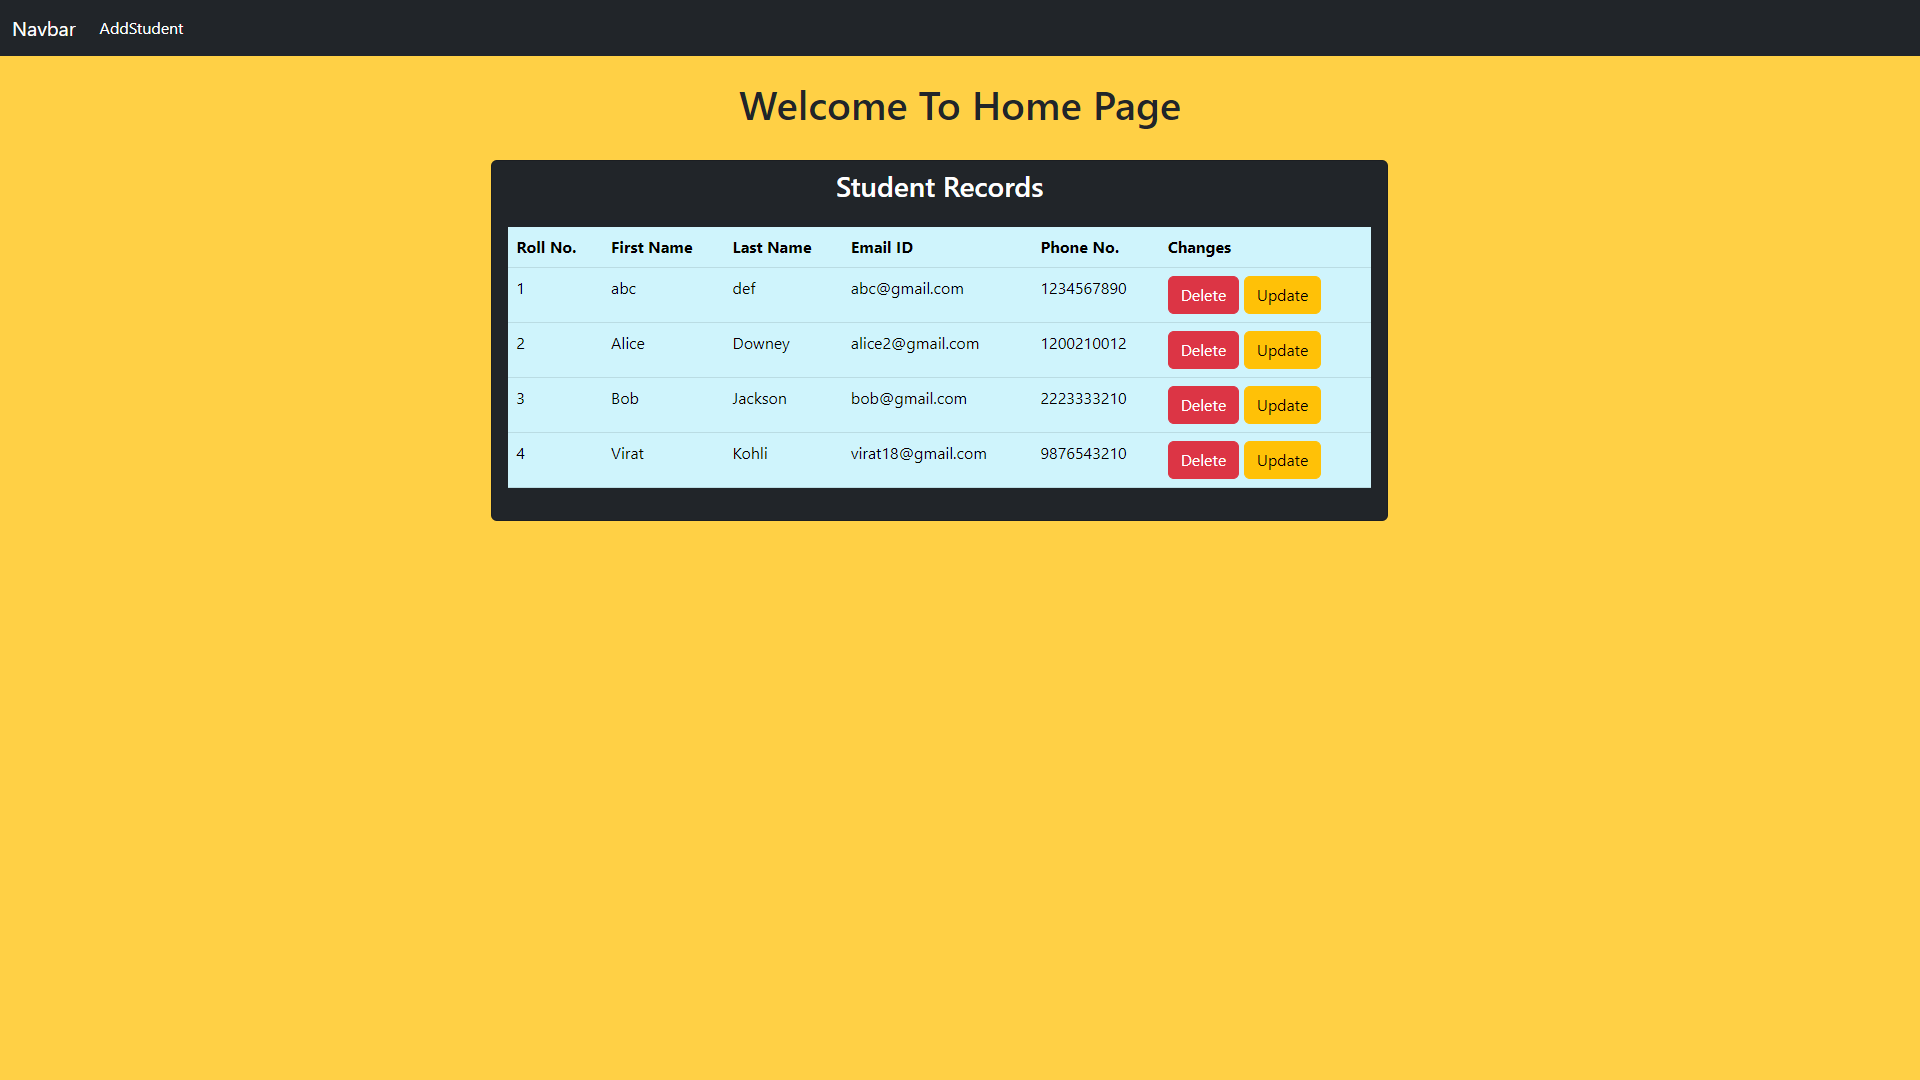 Navbar AddStudent
Welcome To Home Page
Student Records
Roll No. First Name Last Name Email ID Phone No. Changes
1 abc def abc@gmail.com 1234567890 Delete Update
2 Alice Downey alice2@gmail.com 1200210012 Delete Update
3 Bob Jackson bob@gmail.com 2223333210 Delete Update
4 Virat Kohli virat18@gmail.com 9876543210 Delete Update